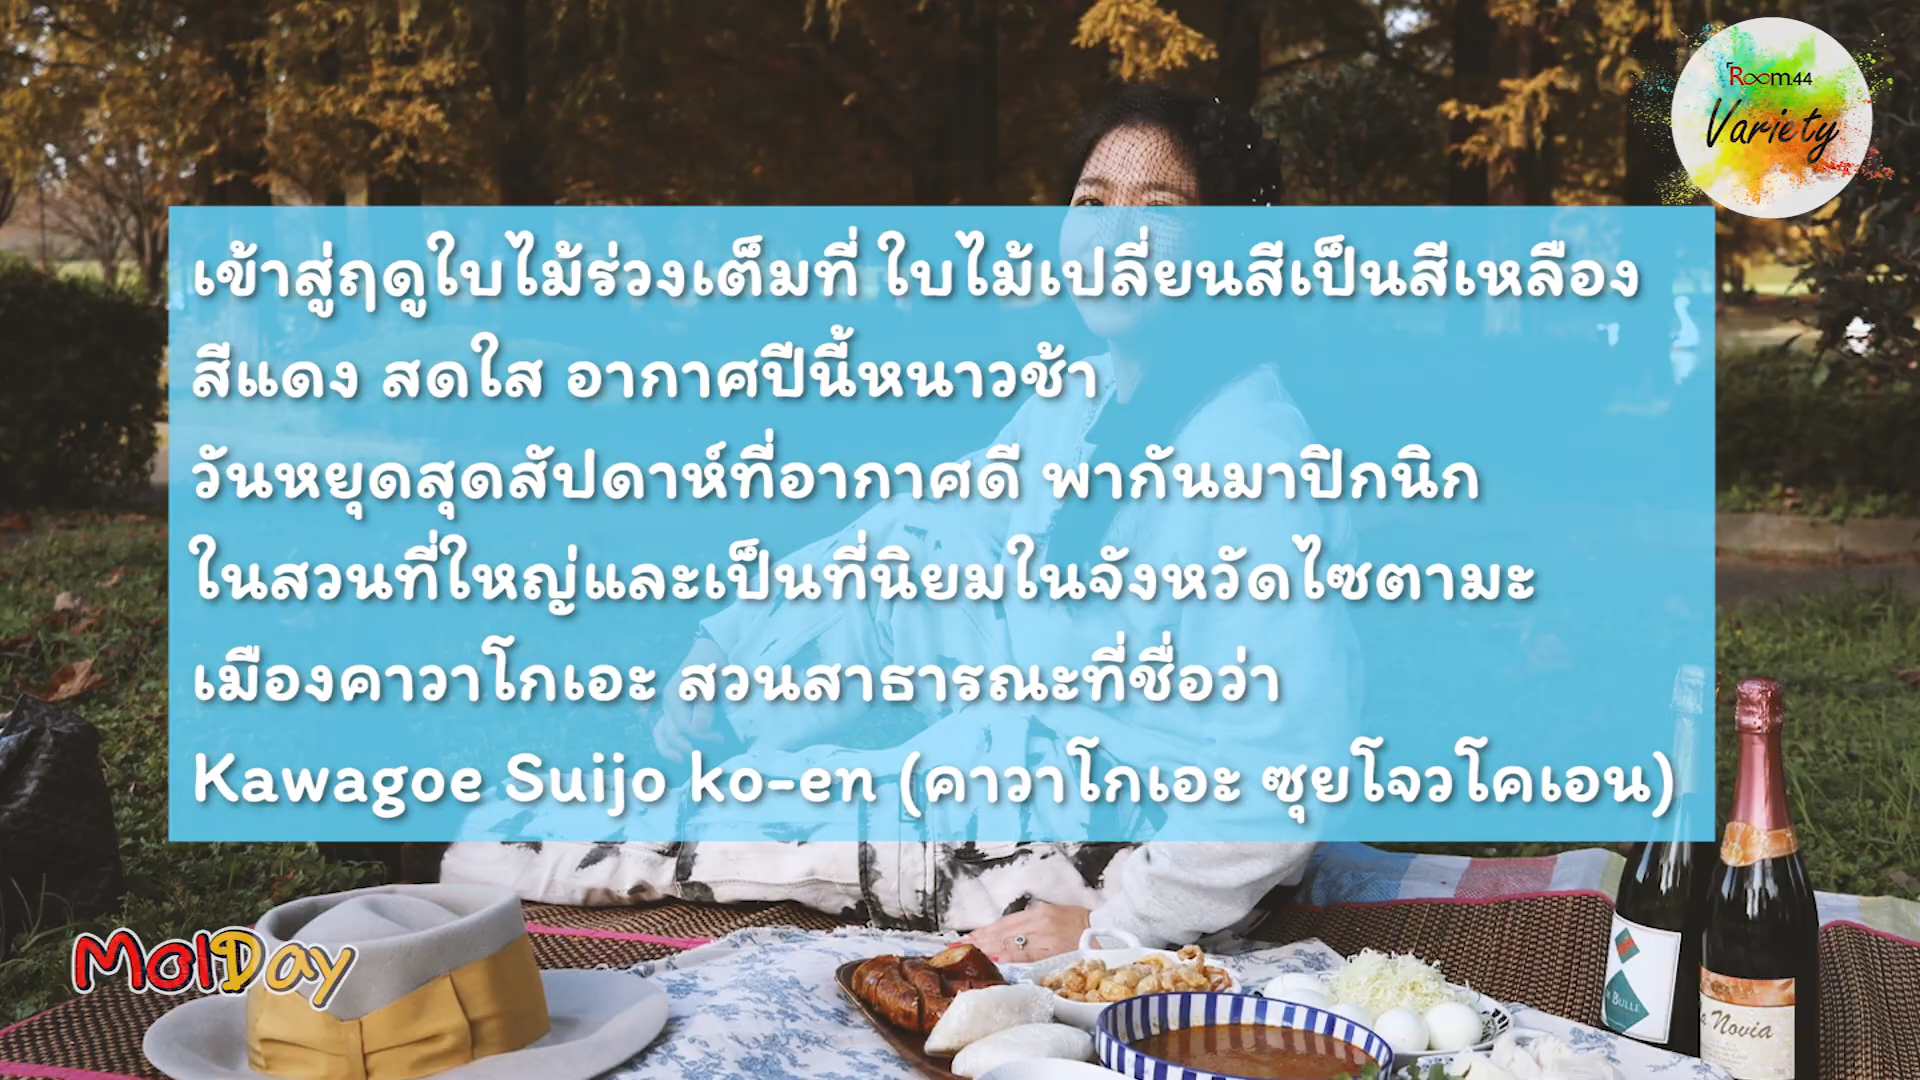 Room44
Variety
เข้าสู่ฤดูใบไม้ร่วงเต็มที่ ใบไม้เปลี่ยนสีเป็นสีเหลือง
สีแดง สดใส อากาศปีนี้หนาวช้า
วันหยุดสุดสัปดาห์ที่อากาศดี พากันมาปิกนิก
ในสวนที่ใหญ่และเป็นที่นิยมในจังหวัดไซตามะ
เมืองคาวาโกเอะ สวนสาธารณะที่ชื่อว่า
Kawagoe Suijo ko-en (คาวาโกเอะ ซุยโจวโคเอน)
MolDay
BULLE
Novia